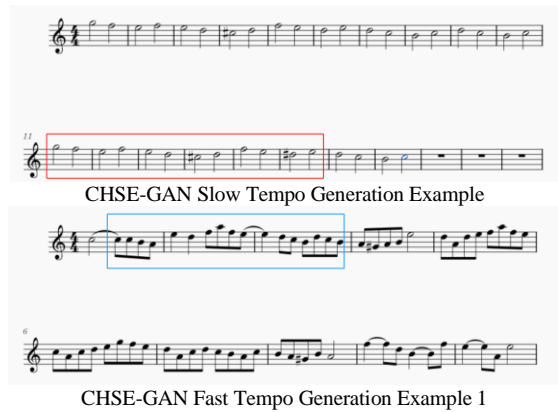 11
CHSE-GAN Slow Tempo Generation Example
6
CHSE-GAN Fast Tempo Generation Example 1